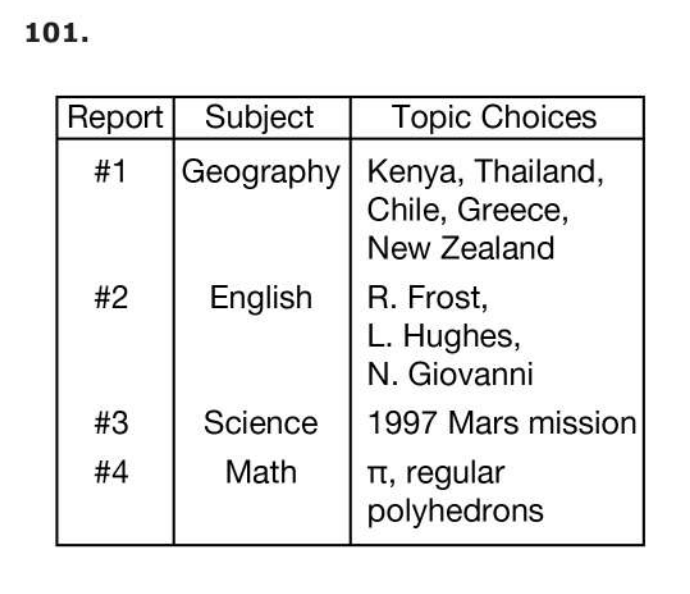 101.
Report Subject Topic Choices
#1 Geography Kenya, Thailand,
Chile, Greece,
New Zealand
#2 English R. Frost,
L. Hughes,
N. Giovanni
#3 Science 1997 Mars mission
#4 Math π, regular
polyhedrons